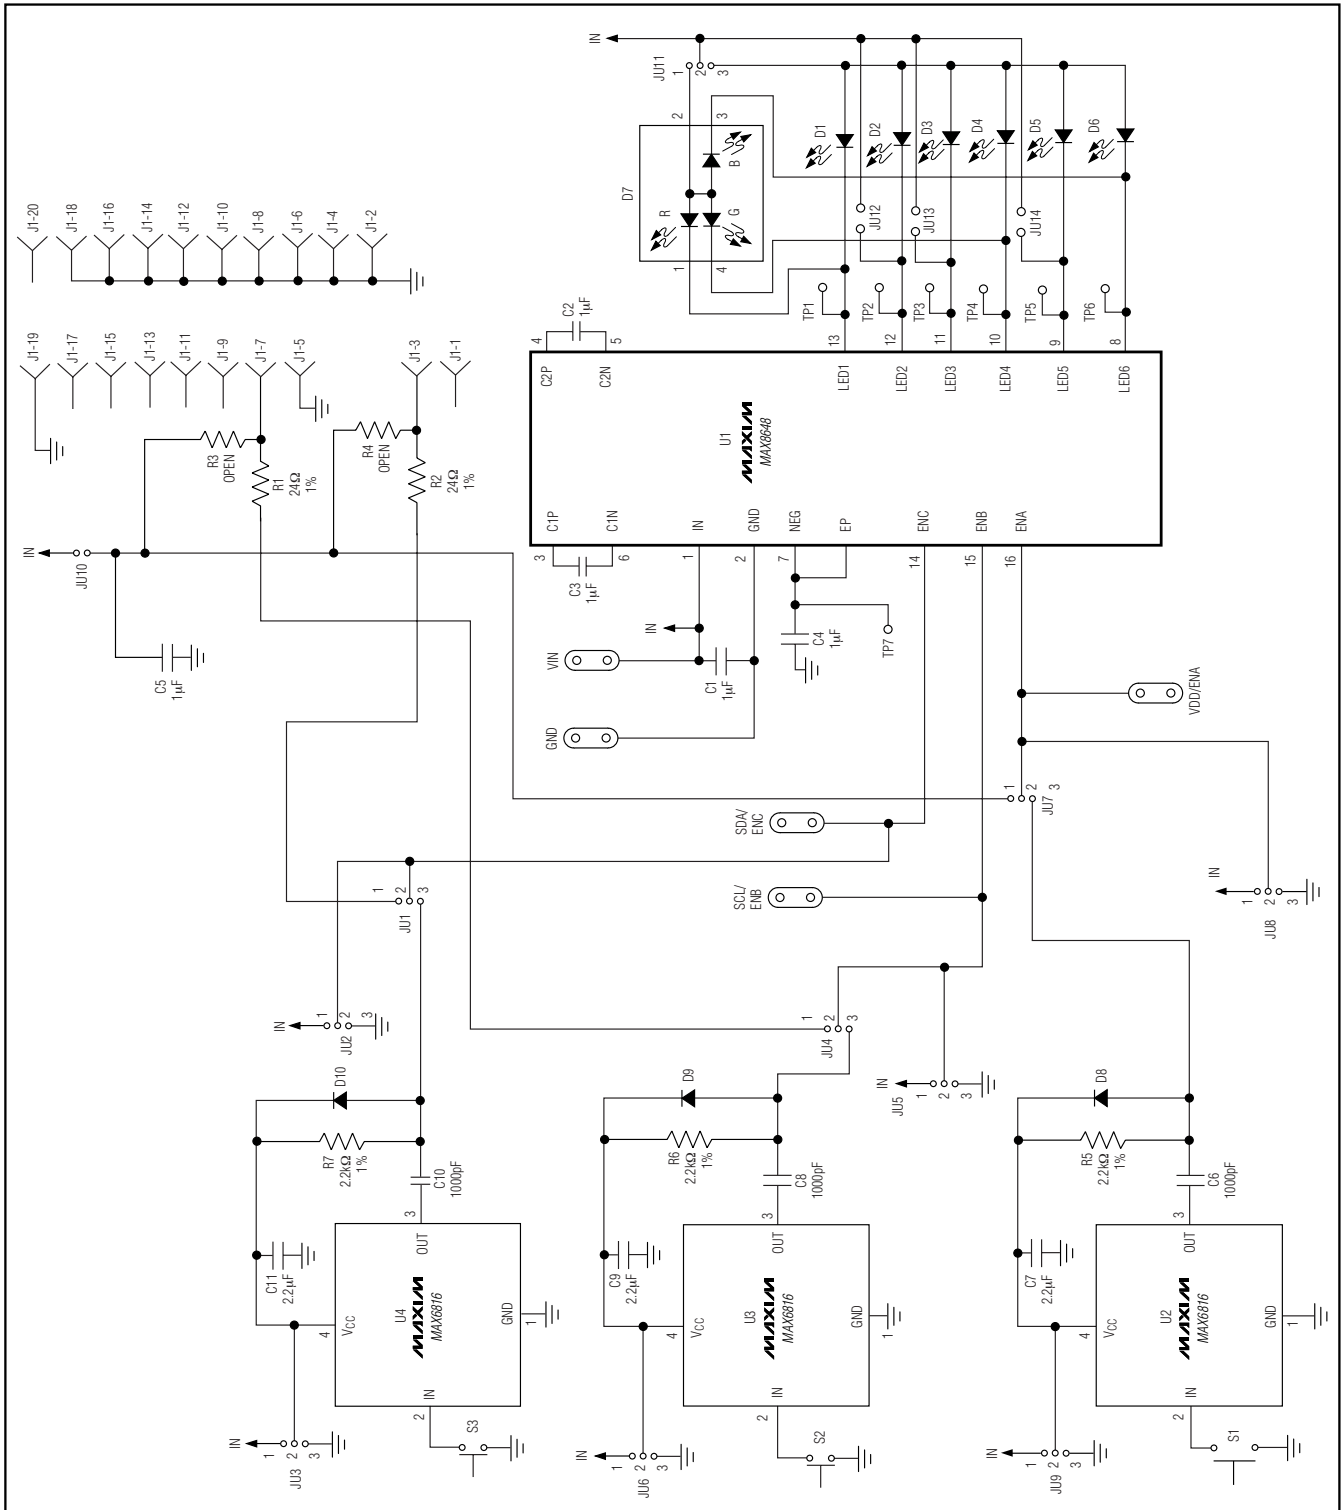 IN
JU11
1
2
3
2
3
D7
R
B
G
1
4
D1
D2
D3
D4
D5
D6
JU12
JU13
JU14
TP1
TP2
TP3
TP4
TP5
TP6
J1-20
J1-18
J1-16
J1-14
J1-12
J1-10
J1-8
J1-6
J1-4
J1-2
J1-19
J1-17
J1-15
J1-13
J1-11
J1-9
J1-7
J1-5
J1-3
J1-1
R3
OPEN
R1
24Ω
1%
R4
OPEN
R2
24Ω
1%
IN
JU10
C5
1µF
C2
1µF
4
5
13
12
11
10
9
8
C2P
C2N
LED1
LED2
LED3
LED4
LED5
LED6
U1
MAXIM
MAX8648
C1P
C1N
IN
GND
NEG
EP
ENC
ENB
ENA
3
6
1
2
7
14
15
16
C3
1µF
IN
VIN
C1
1µF
GND
C4
1µF
TP7
VDD/ENA
1
2
3
JU7
SDA/
ENC
SCL/
ENB
1
2
3
JU1
IN
1
2
3
JU2
1
2
3
JU4
IN
1
2
3
JU5
IN
1
2
3
JU8
D10
R7
2.2kΩ
1%
C10
1000pF
C11
2.2µF
3
OUT
4
VCC
U4
MAXIM
MAX6816
GND
1
IN
2
S3
IN
1
2
3
JU3
D9
R6
2.2kΩ
1%
C8
1000pF
C9
2.2µF
3
OUT
4
VCC
U3
MAXIM
MAX6816
GND
1
IN
2
S2
IN
1
2
3
JU6
D8
R5
2.2kΩ
1%
C6
1000pF
C7
2.2µF
3
OUT
4
VCC
U2
MAXIM
MAX6816
GND
1
IN
2
S1
IN
1
2
3
JU9